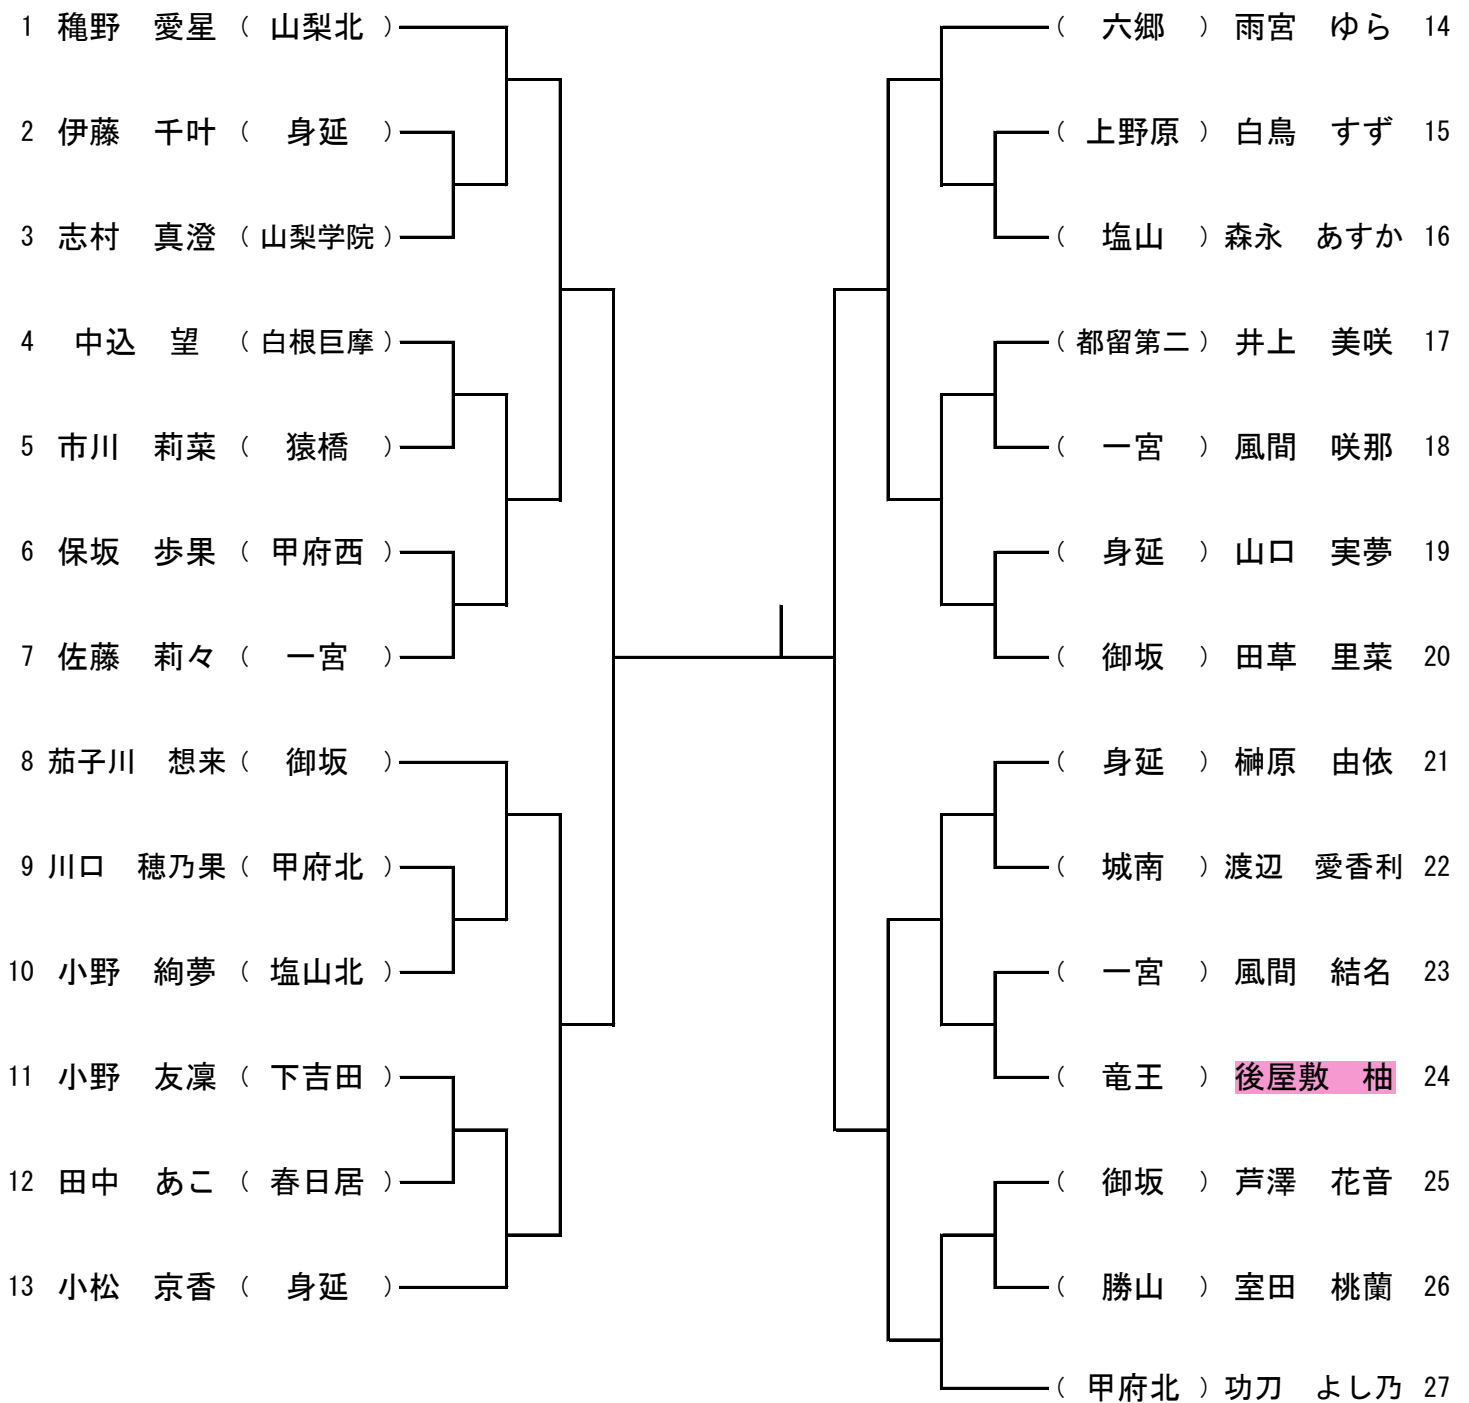 1 穐野　愛星 ( 山梨北 )
2 伊藤　千叶 ( 身延 )
3 志村　真澄 ( 山梨学院 )
4 中込　望 ( 白根巨摩 )
5 市川　莉菜 ( 猿橋 )
6 保坂　歩果 ( 甲府西 )
7 佐藤　莉々 ( 一宮 )
8 茄子川　想来 ( 御坂 )
9 川口　穂乃果 ( 甲府北 )
10 小野　絢夢 ( 塩山北 )
11 小野　友凜 ( 下吉田 )
12 田中　あこ ( 春日居 )
13 小松　京香 ( 身延 )
( 六郷 ) 雨宮　ゆら 14
( 上野原 ) 白鳥　すず 15
( 塩山 ) 森永　あすか 16
( 都留第二 ) 井上　美咲 17
( 一宮 ) 風間　咲那 18
( 身延 ) 山口　実夢 19
( 御坂 ) 田草　里菜 20
( 身延 ) 榊原　由依 21
( 城南 ) 渡辺　愛香利 22
( 一宮 ) 風間　結名 23
( 竜王 ) 後屋敷　柚 24
( 御坂 ) 芦澤　花音 25
( 勝山 ) 室田　桃蘭 26
( 甲府北 ) 功刀　よし乃 27